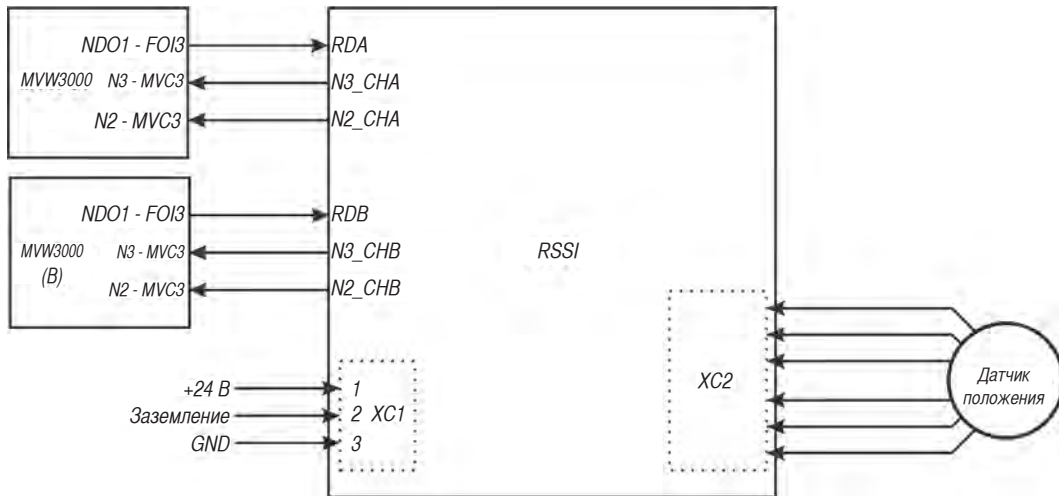 NDO1 - FOI3
RDA
MVW3000
N3 - MVC3
N3_CHA
N2 - MVC3
N2_CHA
NDO1 - FOI3
RDB
MVW3000
(B)
N3 - MVC3
N3_CHB
N2 - MVC3
N2_CHB
RSSI
+24 В
1
Заземление
2
XC1
GND
3
XC2
Датчик
положения